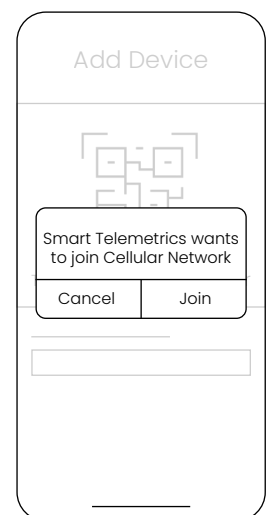 Add Device
Smart Telemetrics wants
to join Cellular Network
Cancel
Join